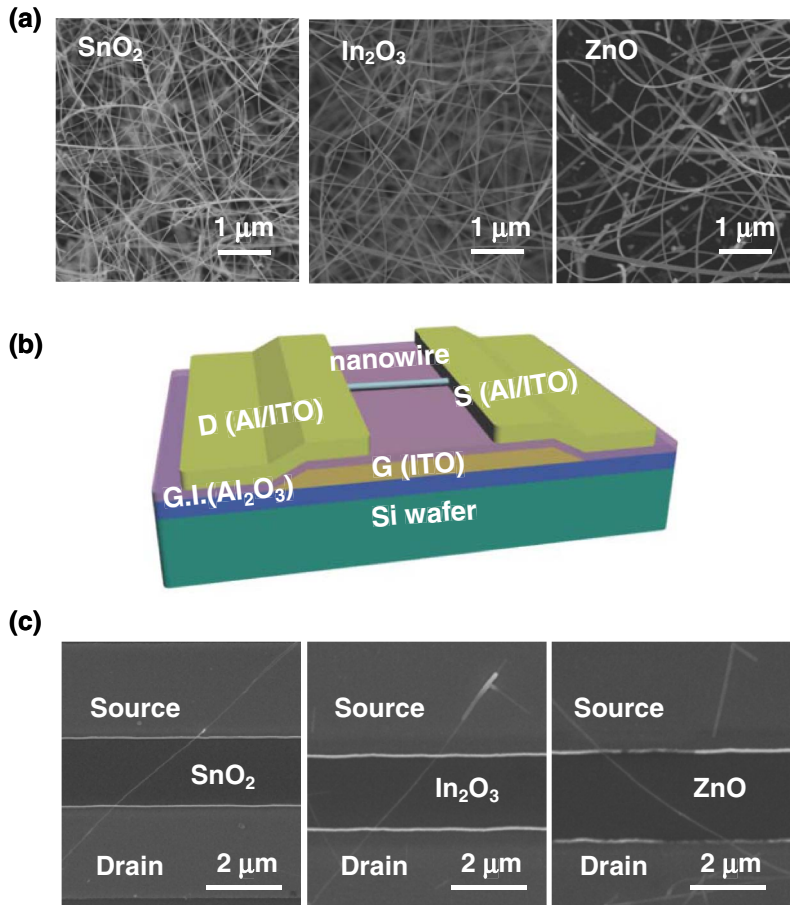 (a)
SnO₂ In₂O₃ ZnO
1 μm 1 μm 1 μm
(b)
nanowire
D (Al/ITO) S (Al/ITO)
G (ITO)
G.I.(Al₂O₃)
Si wafer
(c)
Source Source Source
SnO₂ In₂O₃ ZnO
Drain 2 μm Drain 2 μm Drain 2 μm